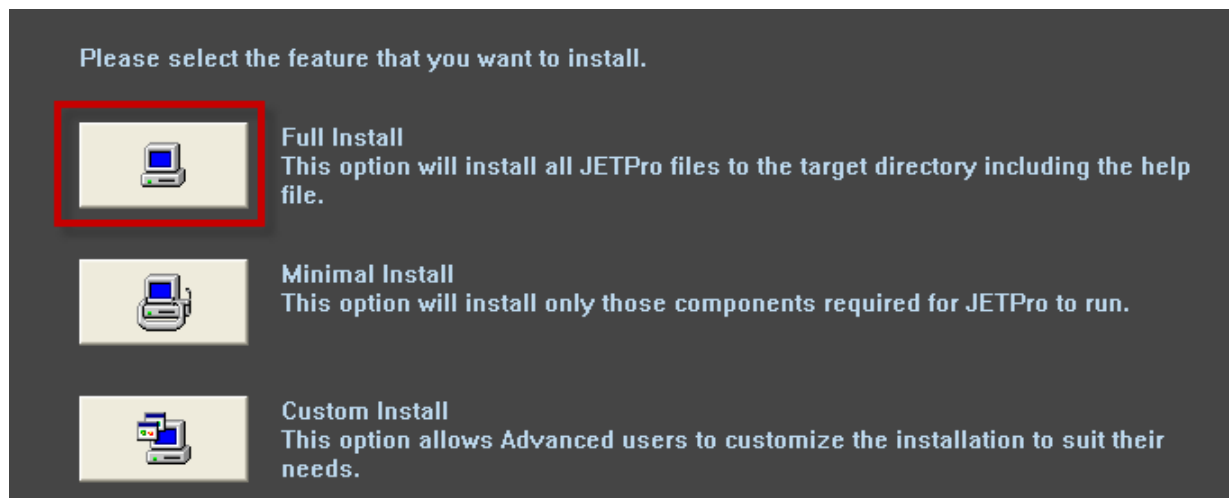 Please select the feature that you want to install.
Full Install
This option will install all JETPro files to the target directory including the help
file.
Minimal Install
This option will install only those components required for JETPro to run.
Custom Install
This option allows Advanced users to customize the installation to suit their
needs.